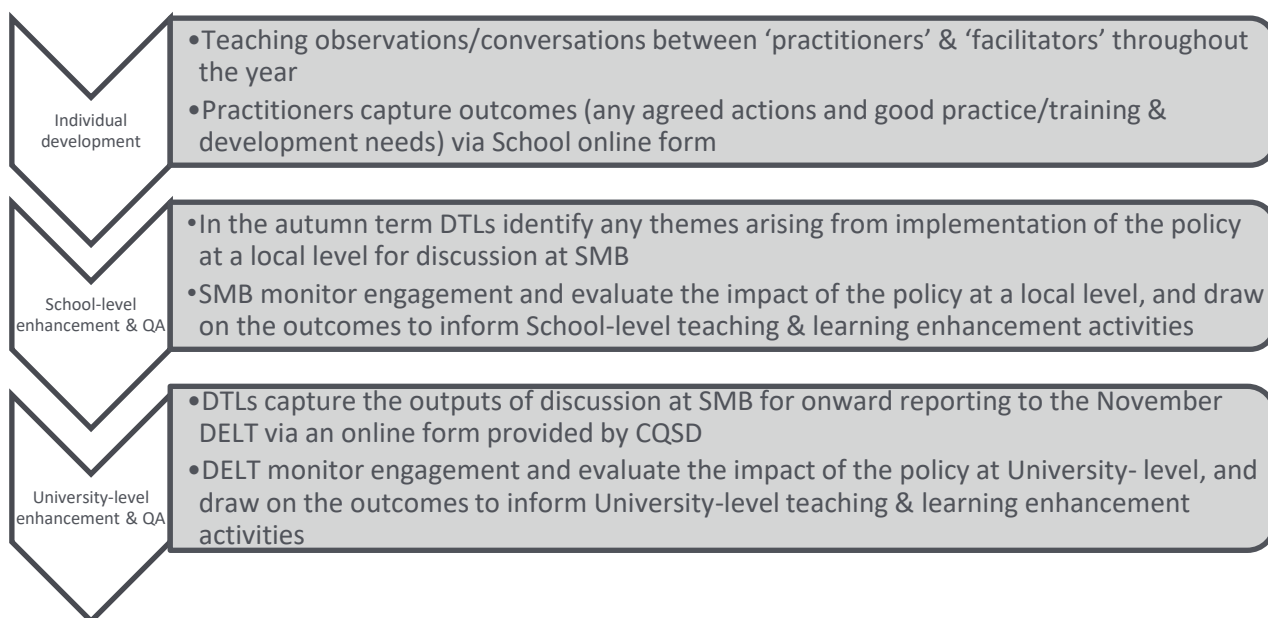 Individual
development
•Teaching observations/conversations between ‘practitioners’ & ‘facilitators’ throughout
the year
•Practitioners capture outcomes (any agreed actions and good practice/training &
development needs) via School online form
School-level
enhancement & QA
•In the autumn term DTLs identify any themes arising from implementation of the policy
at a local level for discussion at SMB
•SMB monitor engagement and evaluate the impact of the policy at a local level, and draw
on the outcomes to inform School-level teaching & learning enhancement activities
University-level
enhancement & QA
•DTLs capture the outputs of discussion at SMB for onward reporting to the November
DELT via an online form provided by CQSD
•DELT monitor engagement and evaluate the impact of the policy at University- level, and
draw on the outcomes to inform University-level teaching & learning enhancement
activities